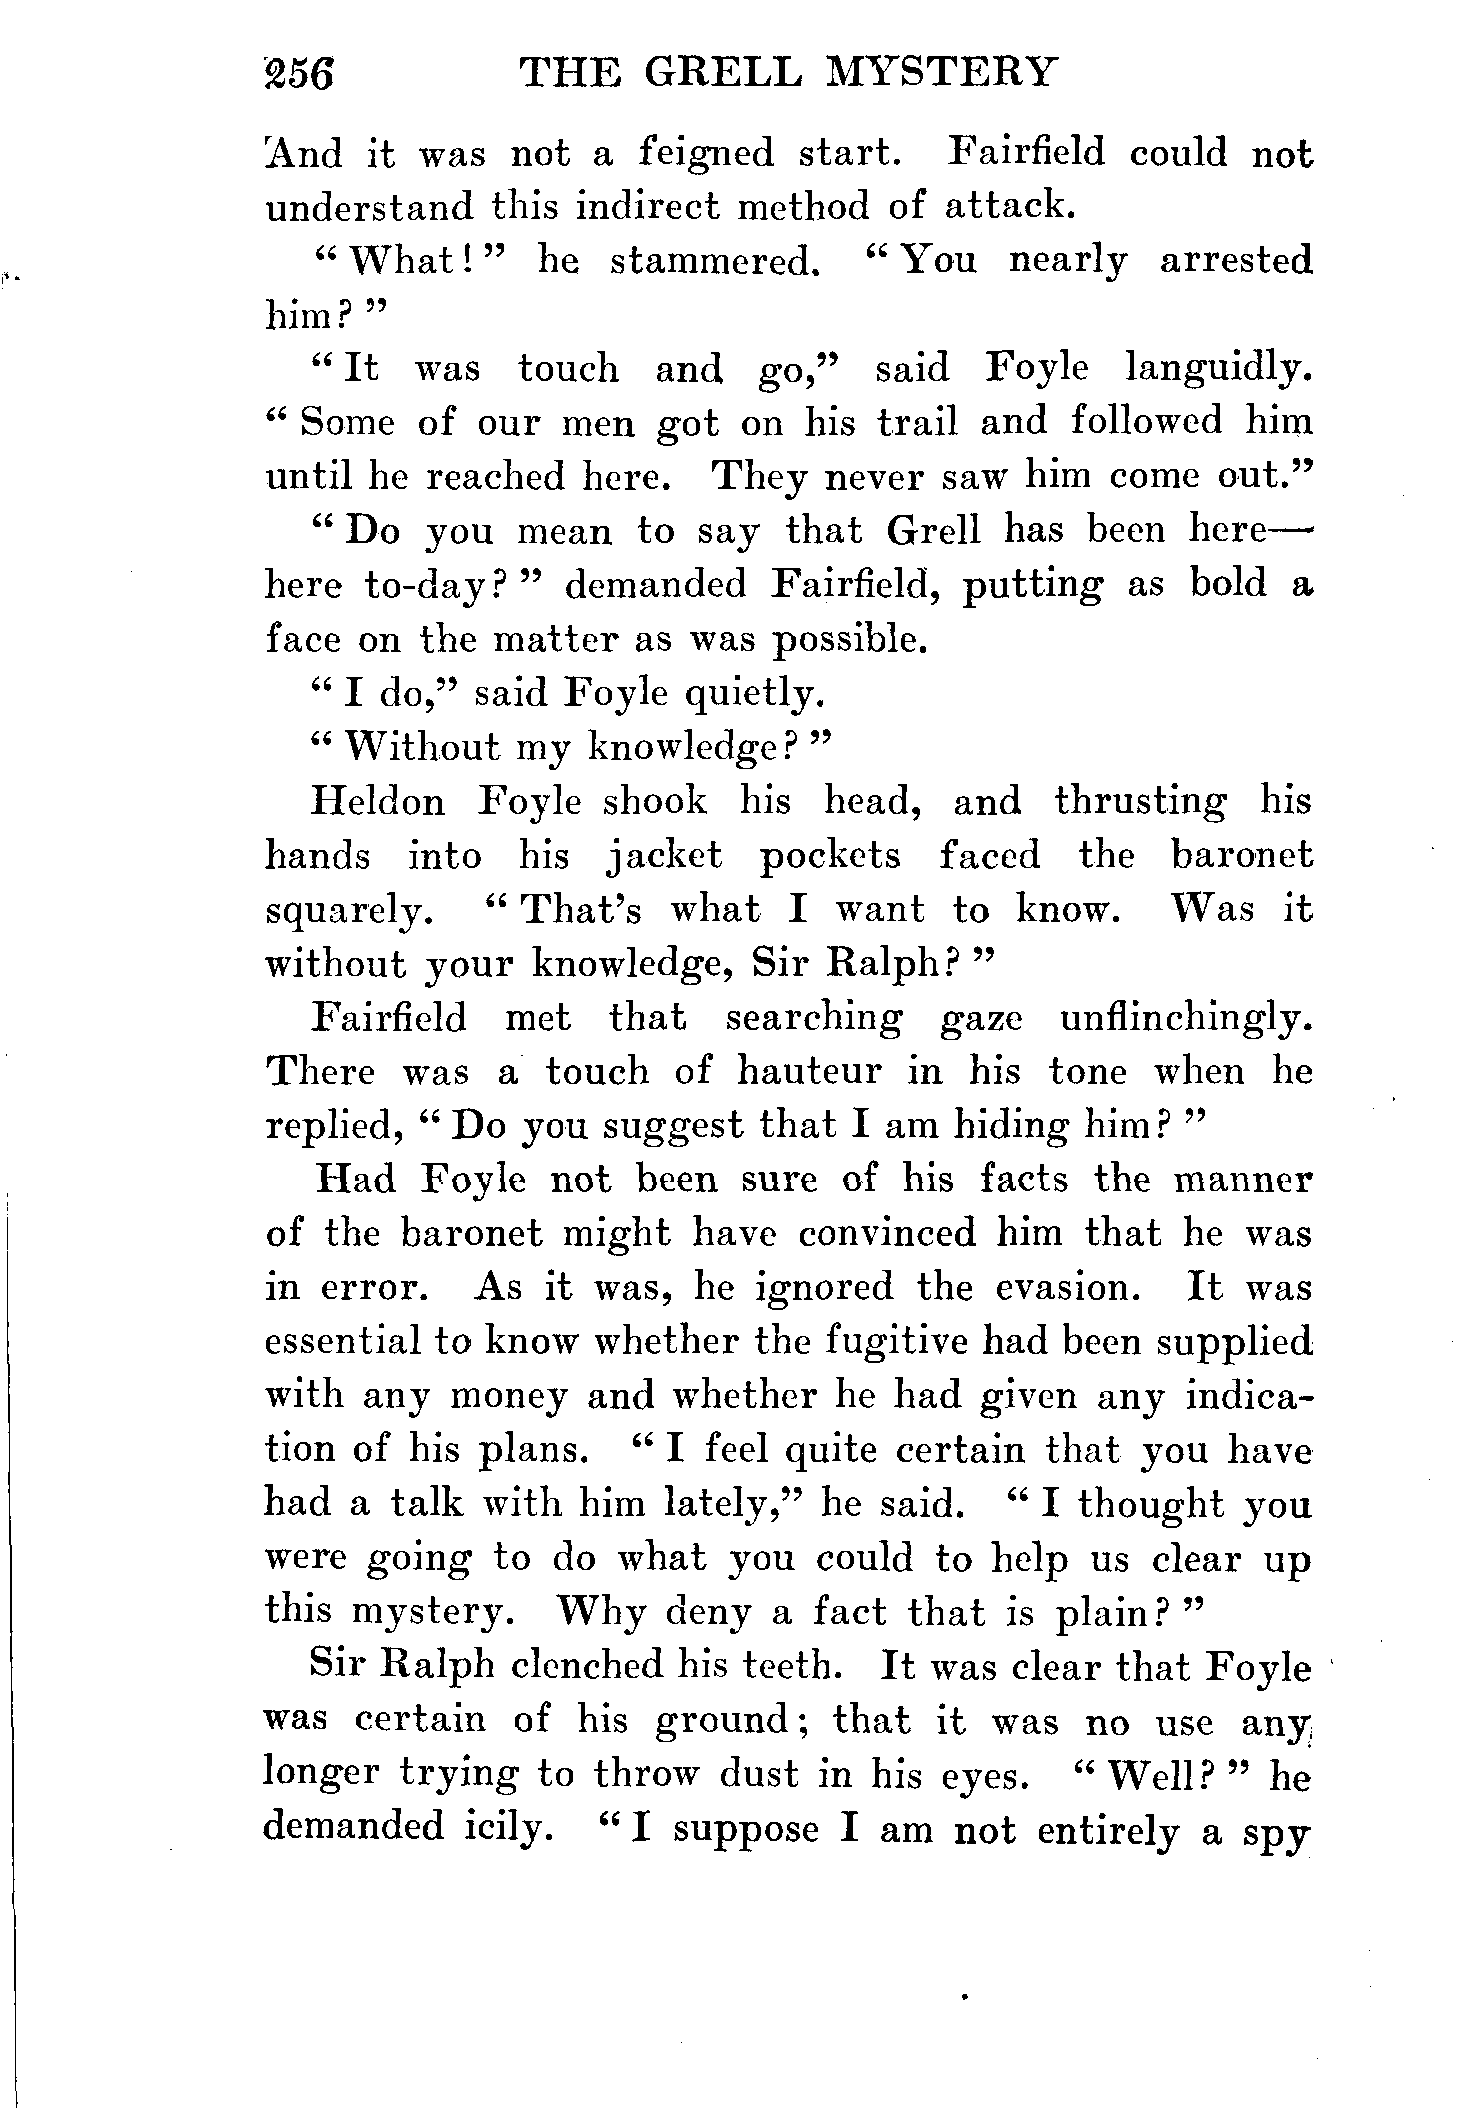 256 THE GRELL MYSTERY
And it was not a feigned start. Fairfield could not
understand this indirect method of attack.
“ What! ” he stammered. “ You nearly arrested
him? ”
“ It was touch and go,” said Foyle languidly.
“ Some of our men got on his trail and followed him
until he reached here. They never saw him come out.”
“ Do you mean to say that Grell has been here—
here to-day? ” demanded Fairfield, putting as bold a
face on the matter as was possible.
“ I do,” said Foyle quietly.
“ Without my knowledge? ”
Heldon Foyle shook his head, and thrusting his
hands into his jacket pockets faced the baronet
squarely. “ That’s what I want to know. Was it
without your knowledge, Sir Ralph? ”
Fairfield met that searching gaze unflinchingly.
There was a touch of hauteur in his tone when he
replied, “ Do you suggest that I am hiding him? ”
Had Foyle not been sure of his facts the manner
of the baronet might have convinced him that he was
in error. As it was, he ignored the evasion. It was
essential to know whether the fugitive had been supplied
with any money and whether he had given any indica-
tion of his plans. “ I feel quite certain that you have
had a talk with him lately,” he said. “ I thought you
were going to do what you could to help us clear up
this mystery. Why deny a fact that is plain? ”
Sir Ralph clenched his teeth. It was clear that Foyle
was certain of his ground; that it was no use any
longer trying to throw dust in his eyes. “ Well? ” he
demanded icily. “ I suppose I am not entirely a spy